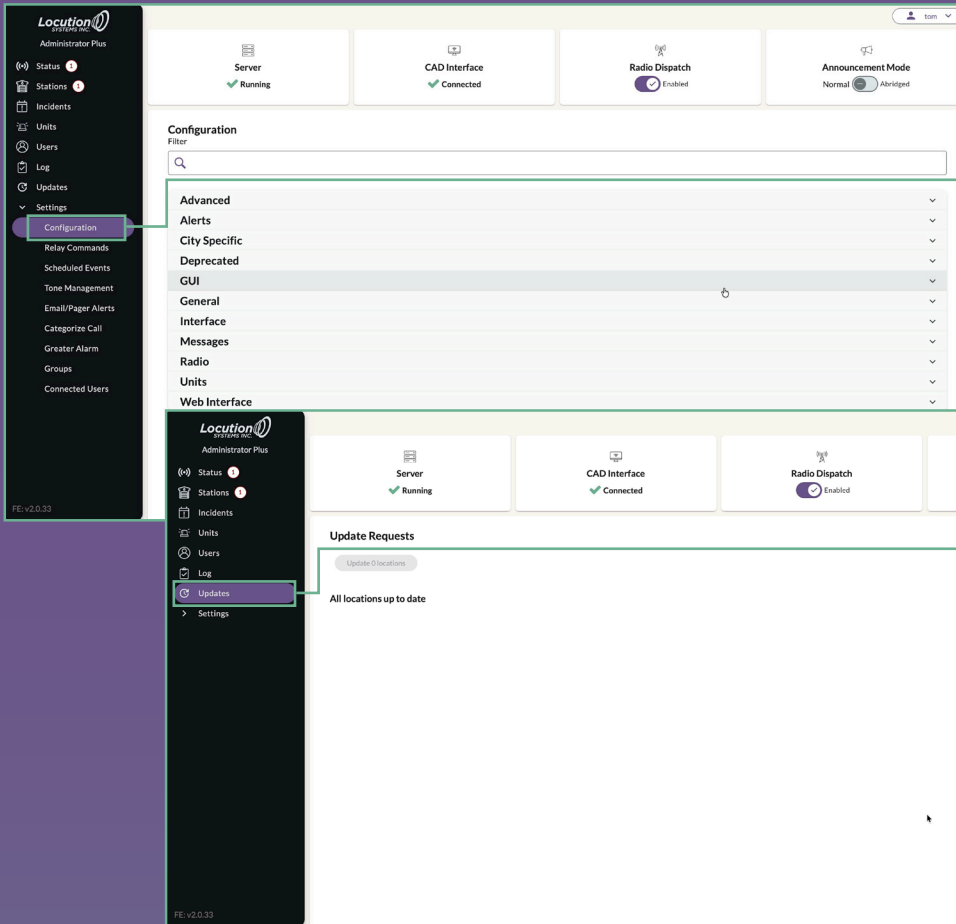 Locution
SYSTEMS INC.
Administrator Plus
Status 1
Stations 1
Incidents
Units
Users
Log
Updates
Settings
Configuration
Relay Commands
Scheduled Events
Tone Management
Email/Pager Alerts
Categorize Call
Greater Alarm
Groups
Connected Users
FE: v2.0.33
tom
Server
Running
CAD Interface
Connected
Radio Dispatch
Enabled
Announcement Mode
Normal Abridged
Configuration
Filter
Advanced
Alerts
City Specific
Deprecated
GUI
General
Interface
Messages
Radio
Units
Web Interface
Locution
SYSTEMS INC.
Administrator Plus
Status 1
Stations 1
Incidents
Units
Users
Log
Updates
Settings
FE: v2.0.33
Server
Running
CAD Interface
Connected
Radio Dispatch
Enabled
Update Requests
Update 0 locations
All locations up to date